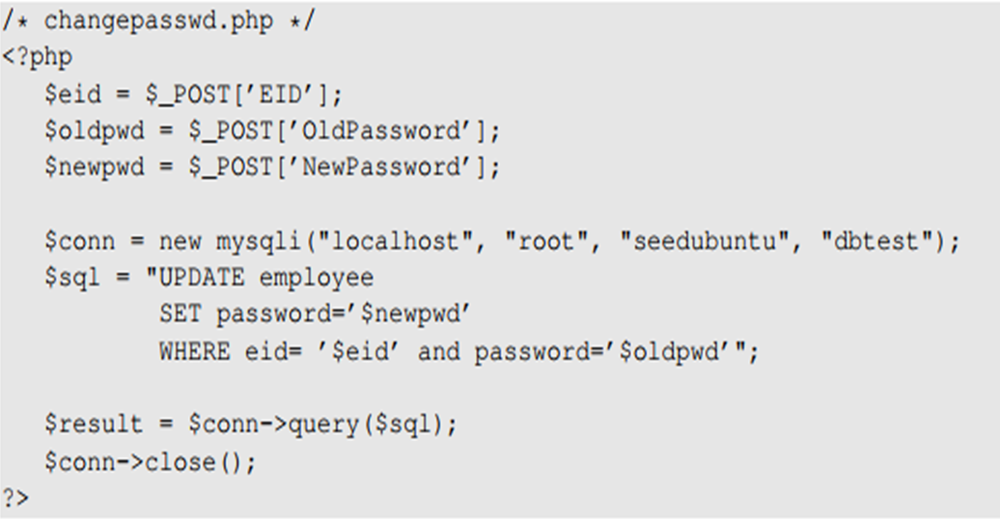 /* changepasswd.php */
<?php
   $eid = $_POST['EID'];
   $oldpwd = $_POST['OldPassword'];
   $newpwd = $_POST['NewPassword'];

   $conn = new mysqli("localhost", "root", "seedubuntu", "dbtest");
   $sql = "UPDATE employee
           SET password='$newpwd'
           WHERE eid= '$eid' and password='$oldpwd'";

   $result = $conn->query($sql);
   $conn->close();
?>